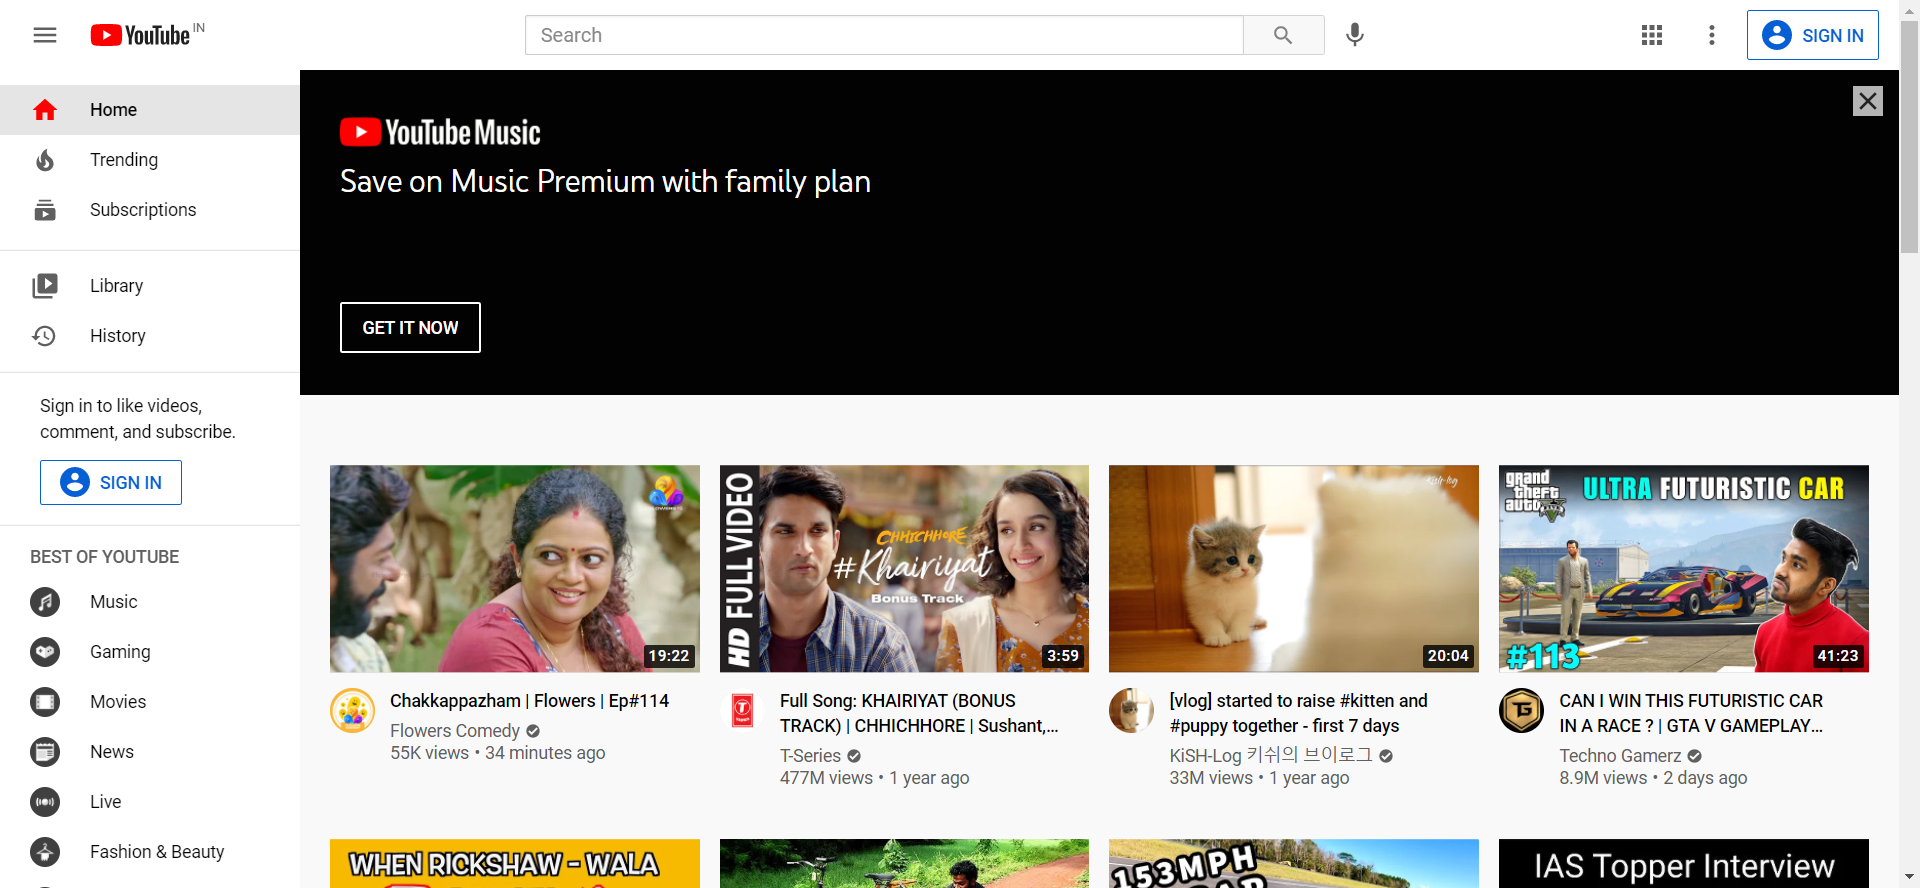 YouTube IN
Search
SIGN IN
Home
Trending
Subscriptions
Library
History
Sign in to like videos,
comment, and subscribe.
SIGN IN
BEST OF YOUTUBE
Music
Gaming
Movies
News
Live
Fashion & Beauty
YouTube Music
Save on Music Premium with family plan
GET IT NOW
19:22
Chakkappazham | Flowers | Ep#114
Flowers Comedy
55K views • 34 minutes ago
HD FULL VIDEO
CHHICHHORE
#Khairiyat
Bonus Track
3:59
Full Song: KHAIRIYAT (BONUS
TRACK) | CHHICHHORE | Sushant,...
T-Series
477M views • 1 year ago
Kish-log
20:04
[vlog] started to raise #kitten and
#puppy together - first 7 days
KiSH-Log 키쉬의 브이로그
33M views • 1 year ago
grand
theft
auto V
ULTRA FUTURISTIC CAR
#113
41:23
CAN I WIN THIS FUTURISTIC CAR
IN A RACE ? | GTA V GAMEPLAY...
Techno Gamerz
8.9M views • 2 days ago
WHEN RICKSHAW - WALA
153MPH
IAS Topper Interview